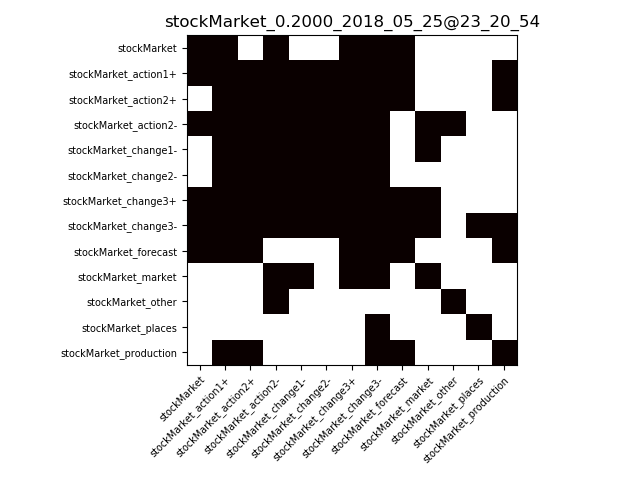 stockMarket_0.2000_2018_05_25@23_20_54
stockMarket
stockMarket_action1+
stockMarket_action2+
stockMarket_action2-
stockMarket_change1-
stockMarket_change2-
stockMarket_change3+
stockMarket_change3-
stockMarket_forecast
stockMarket_market
stockMarket_other
stockMarket_places
stockMarket_production
stockMarket
stockMarket_action1+
stockMarket_action2+
stockMarket_action2-
stockMarket_change1-
stockMarket_change2-
stockMarket_change3+
stockMarket_change3-
stockMarket_forecast
stockMarket_market
stockMarket_other
stockMarket_places
stockMarket_production